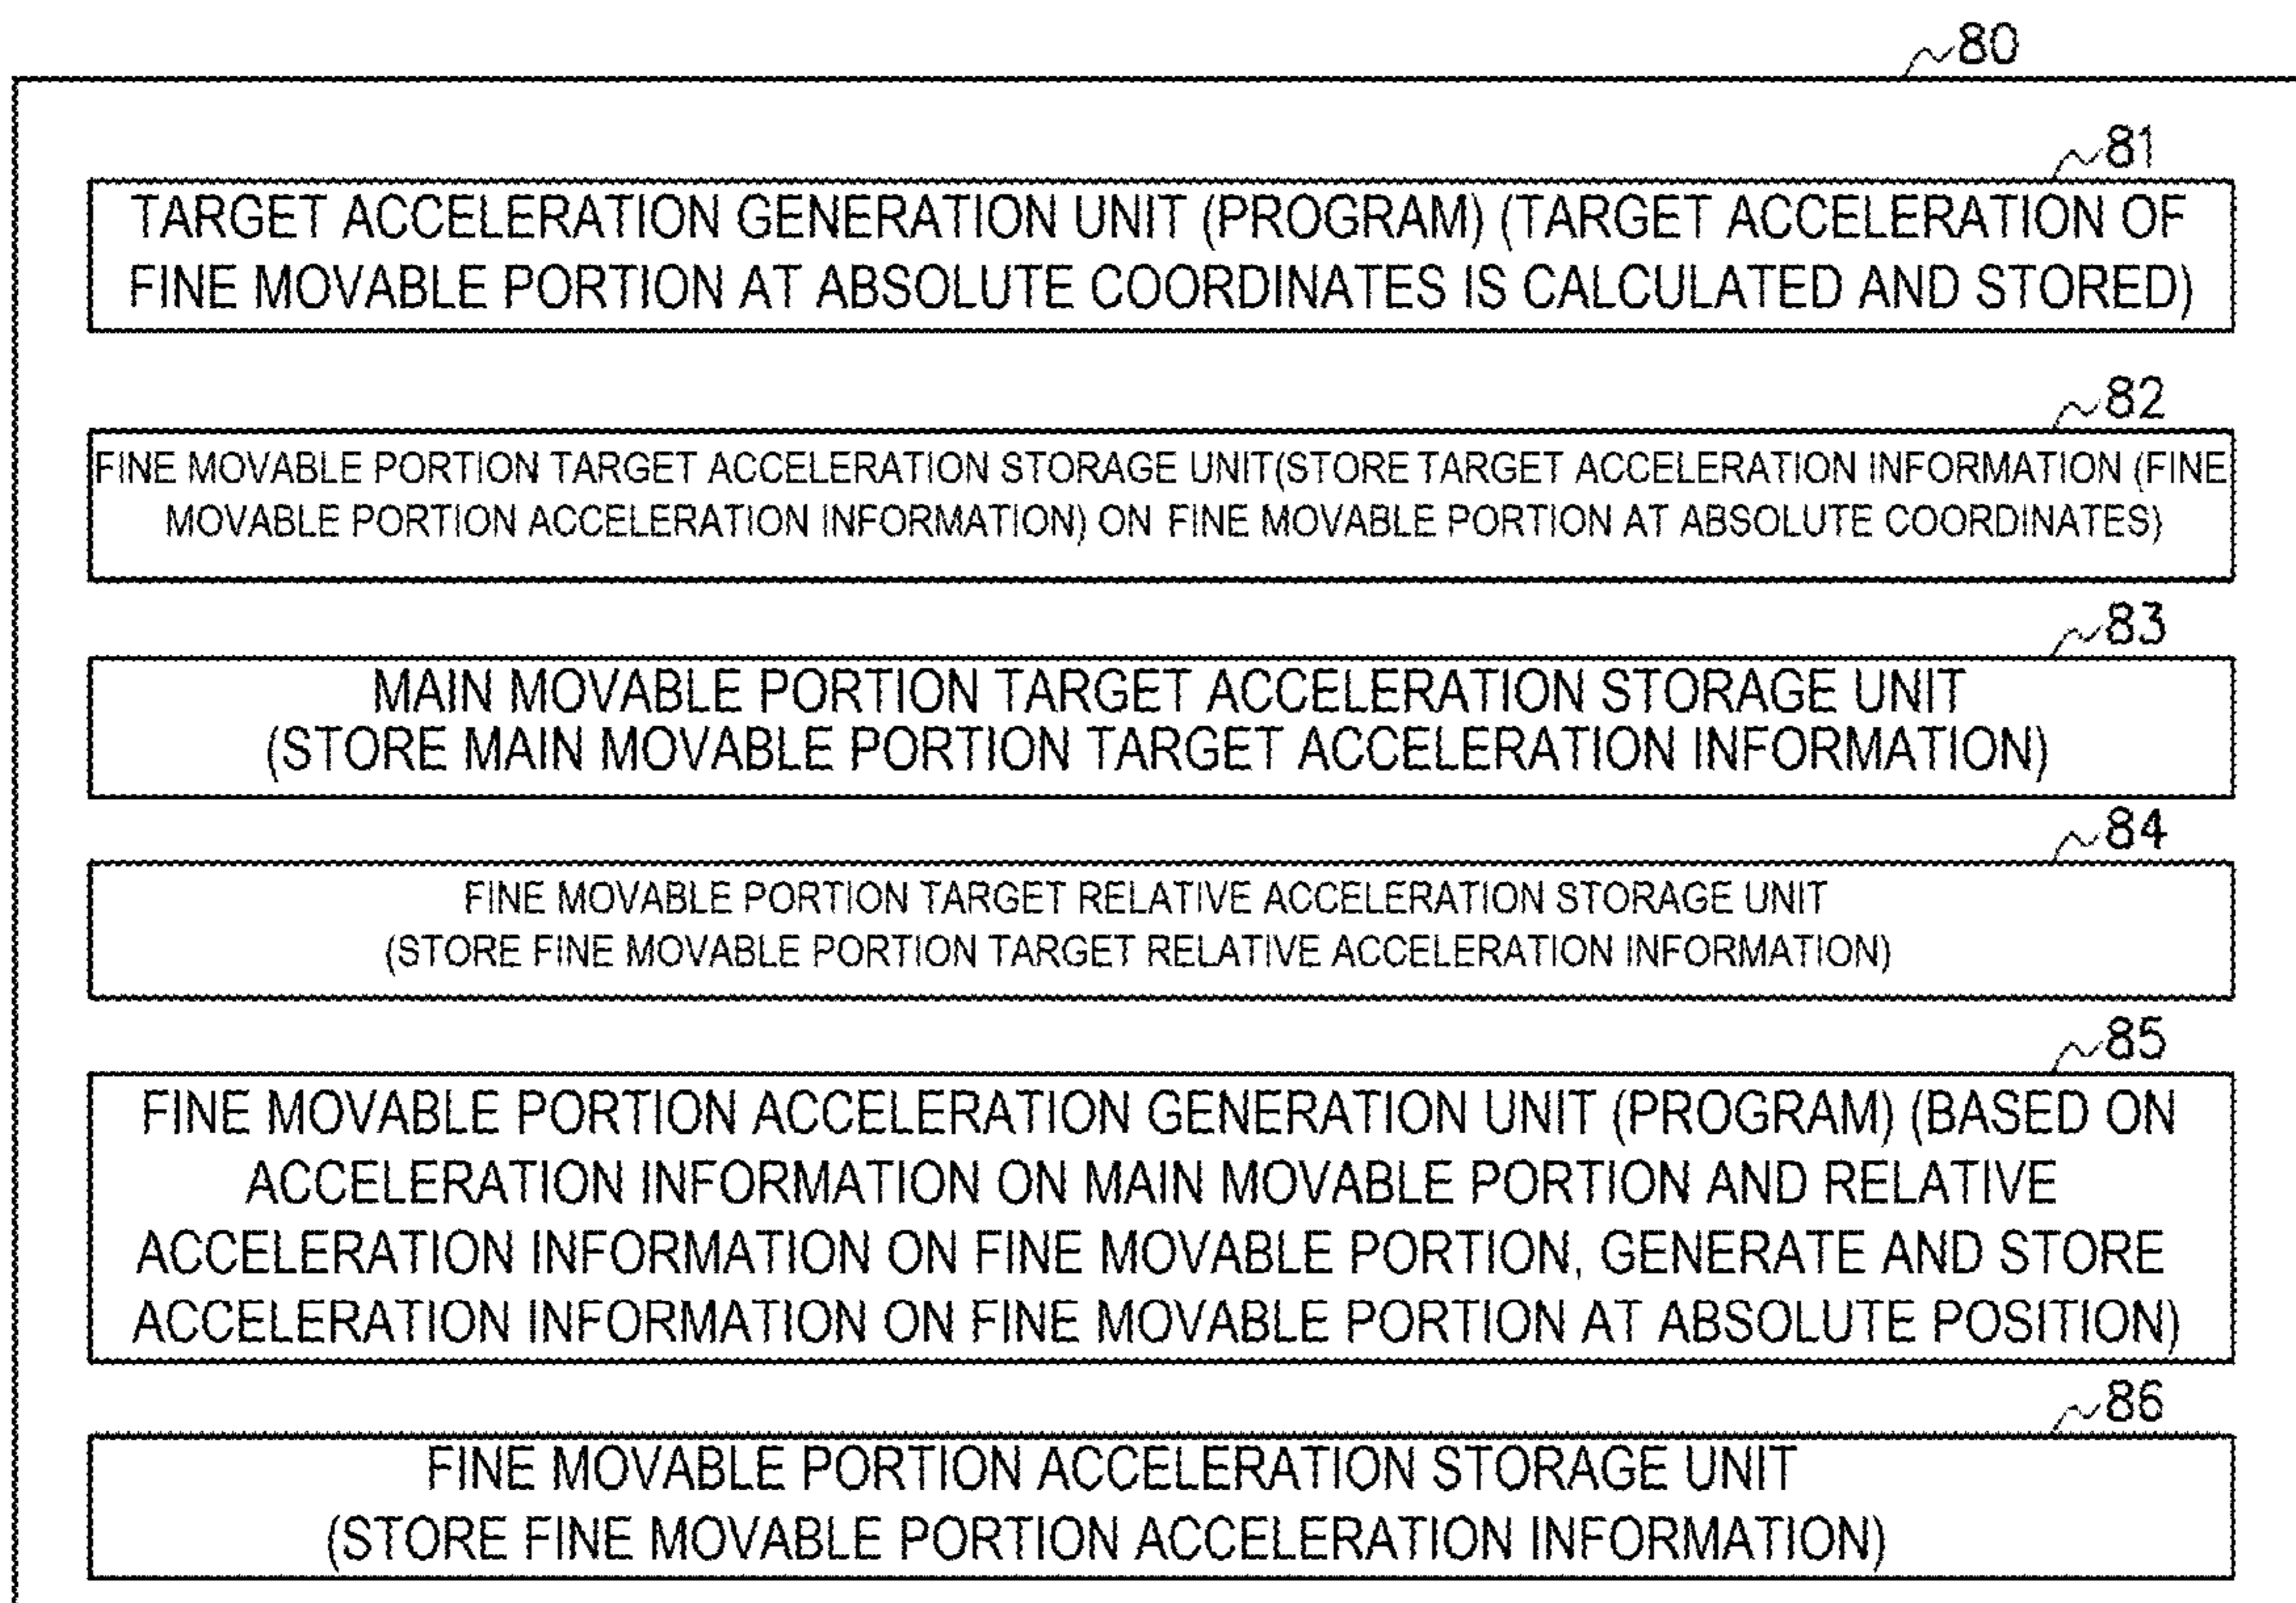 80
81
TARGET ACCELERATION GENERATION UNIT (PROGRAM) (TARGET ACCELERATION OF
FINE MOVABLE PORTION AT ABSOLUTE COORDINATES IS CALCULATED AND STORED)
82
FINE MOVABLE PORTION TARGET ACCELERATION STORAGE UNIT(STORE TARGET ACCELERATION INFORMATION (FINE
MOVABLE PORTION ACCELERATION INFORMATION) ON FINE MOVABLE PORTION AT ABSOLUTE COORDINATES)
83
MAIN MOVABLE PORTION TARGET ACCELERATION STORAGE UNIT
(STORE MAIN MOVABLE PORTION TARGET ACCELERATION INFORMATION)
84
FINE MOVABLE PORTION TARGET RELATIVE ACCELERATION STORAGE UNIT
(STORE FINE MOVABLE PORTION TARGET RELATIVE ACCELERATION INFORMATION)
85
FINE MOVABLE PORTION ACCELERATION GENERATION UNIT (PROGRAM) (BASED ON
ACCELERATION INFORMATION ON MAIN MOVABLE PORTION AND RELATIVE
ACCELERATION INFORMATION ON FINE MOVABLE PORTION, GENERATE AND STORE
ACCELERATION INFORMATION ON FINE MOVABLE PORTION AT ABSOLUTE POSITION)
86
FINE MOVABLE PORTION ACCELERATION STORAGE UNIT
(STORE FINE MOVABLE PORTION ACCELERATION INFORMATION)